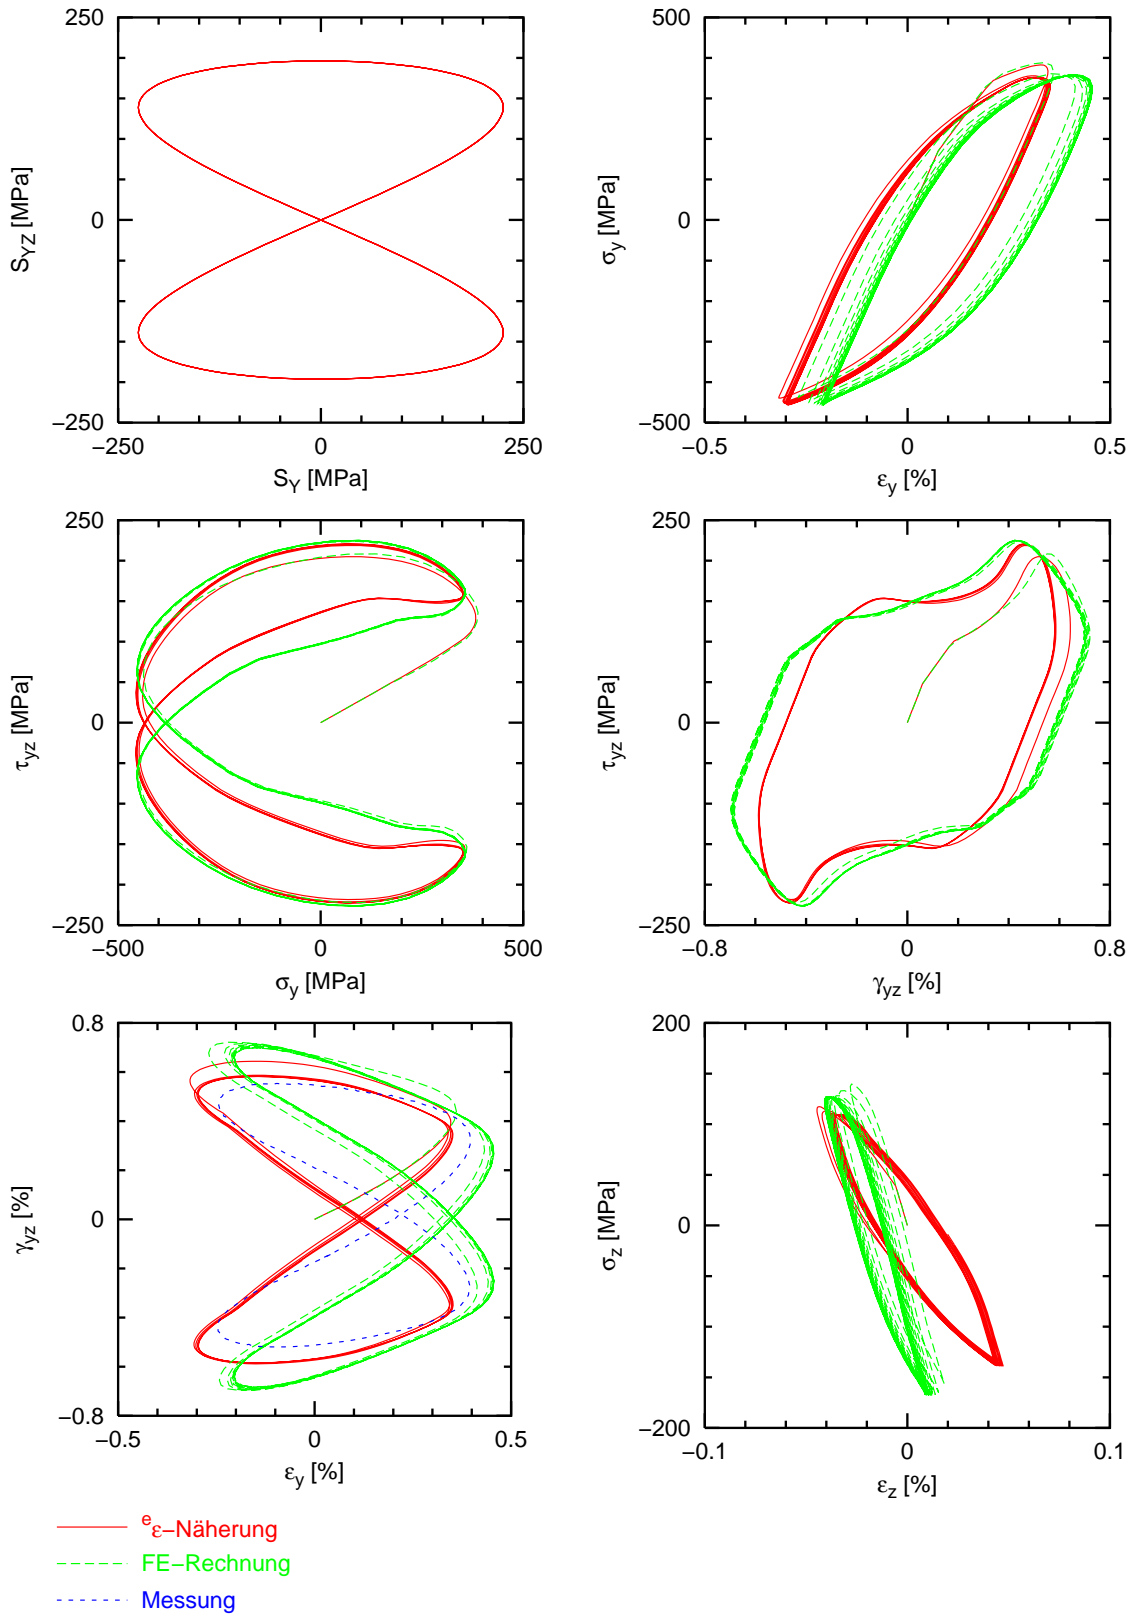 250
0
−250
−250
0
250
S_YZ [MPa]
S_Y [MPa]
500
0
−500
−0.5
0
0.5
σ_y [MPa]
ε_y [%]
250
0
−250
−500
0
500
τ_yz [MPa]
σ_y [MPa]
250
0
−250
−0.8
0
0.8
τ_yz [MPa]
γ_yz [%]
0.8
0
−0.8
−0.5
0
0.5
γ_yz [%]
ε_y [%]
200
0
−200
−0.1
0
0.1
σ_z [MPa]
ε_z [%]
^eε−Näherung
FE−Rechnung
Messung